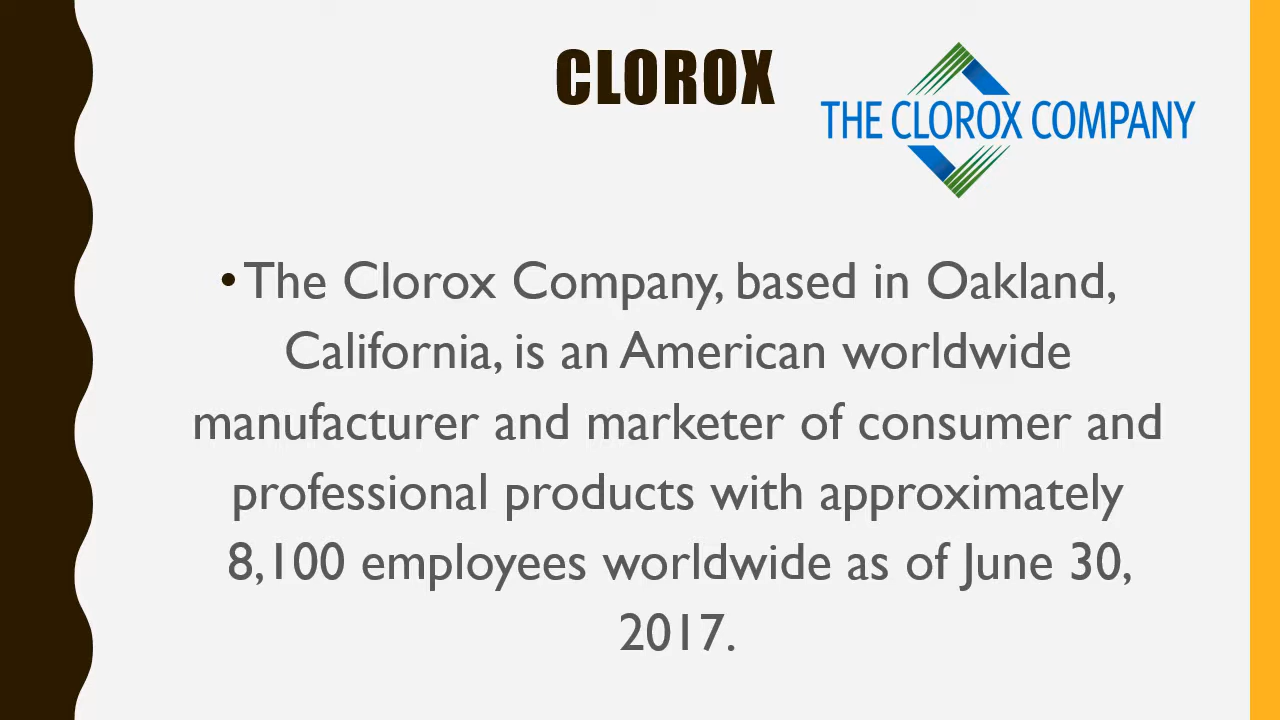 CLOROX
THE CLOROX COMPANY
•The Clorox Company, based in Oakland,
California, is an American worldwide
manufacturer and marketer of consumer and
professional products with approximately
8,100 employees worldwide as of June 30,
2017.